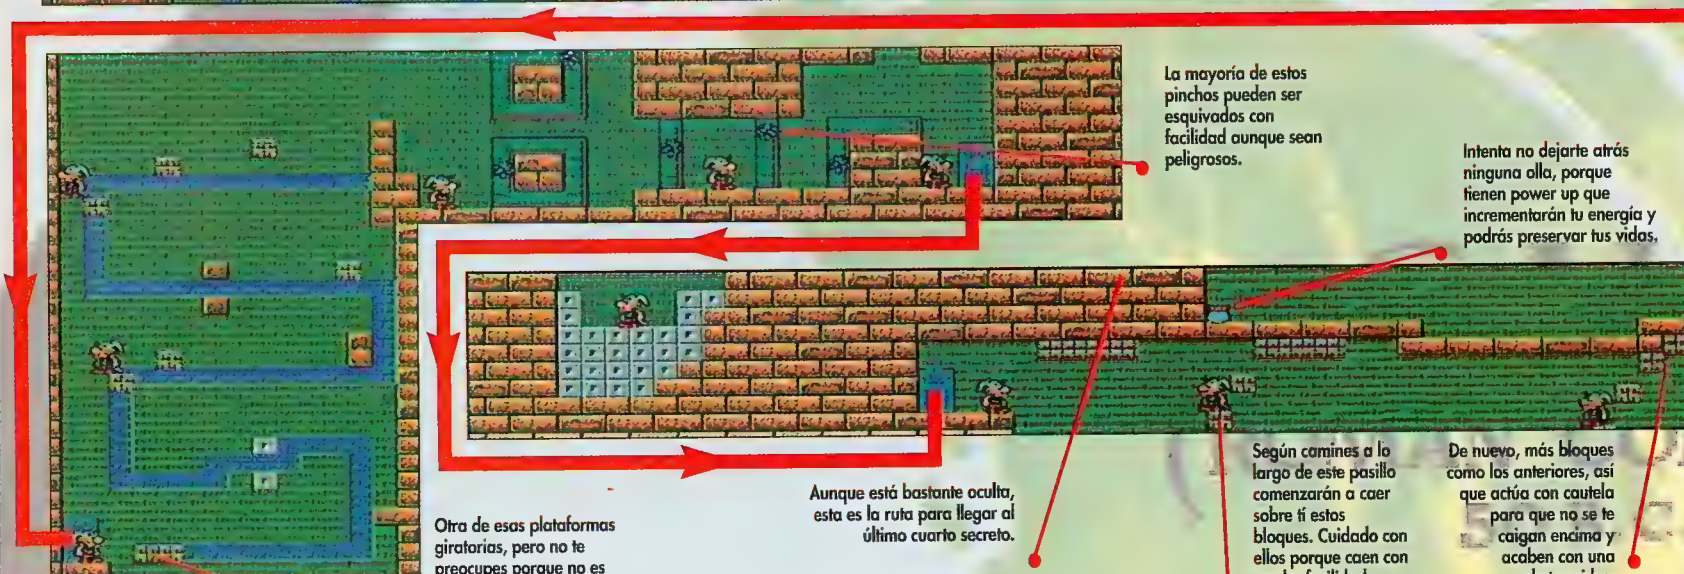 La mayoría de estos
pinchos pueden ser
esquivados con
facilidad aunque sean
peligrosos.
Intenta no dejarte atrás
ninguna olla, porque
tienen power up que
incrementarán tu energía y
podrás preservar tus vidas.
Aunque está bastante oculta,
esta es la ruta para llegar al
último cuarto secreto.
Según camines a lo
largo de este pasillo
comenzarán a caer
sobre tí estos
bloques. Cuidado con
ellos porque caen con
De nuevo, más bloques
como los anteriores, así
que actúa con cautela
para que no se te
caigan encima y
acaben con una
Otra de esas plataformas
giratorias, pero no te
preocupes porque no es